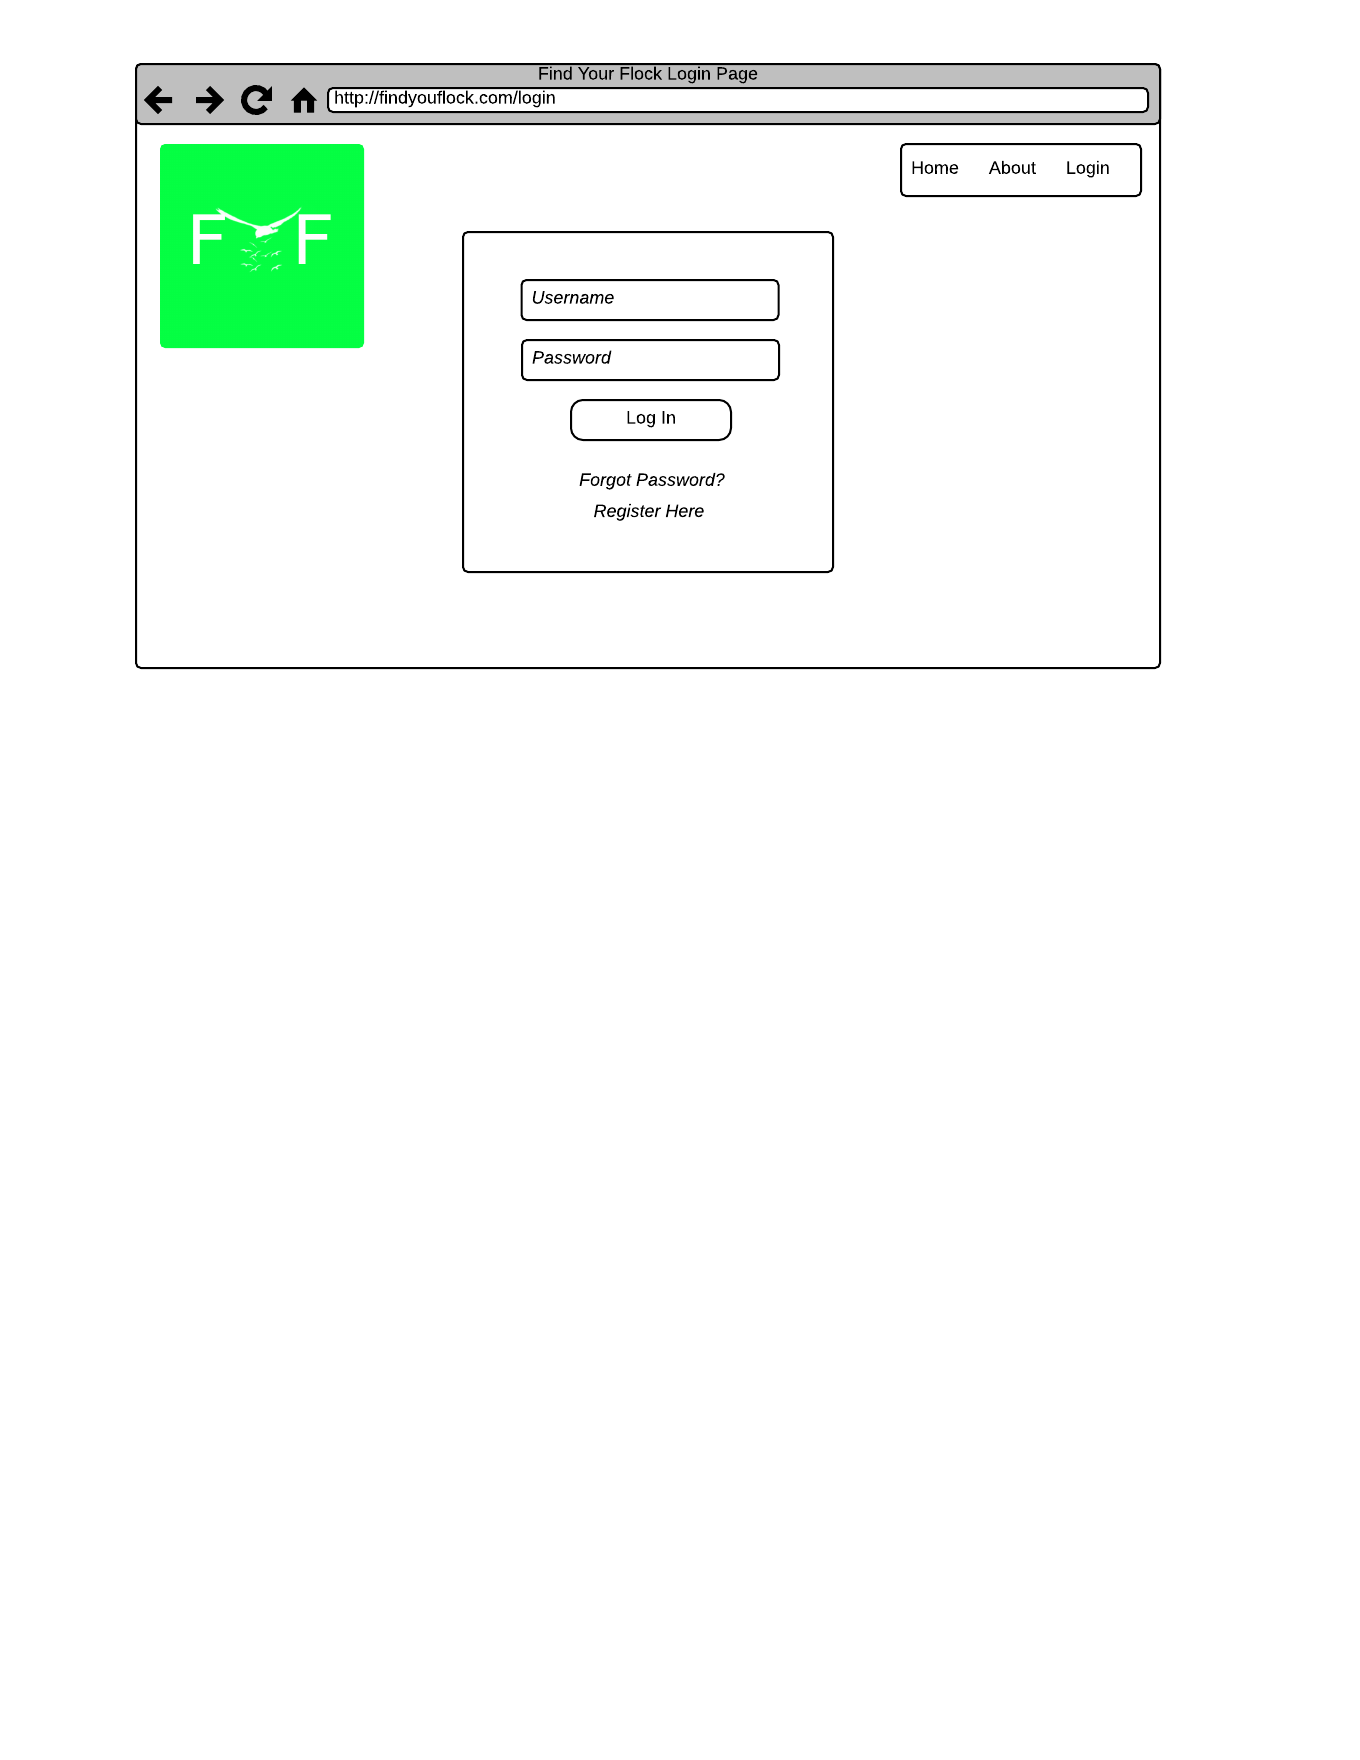 Find Your Flock Login Page
http://findyouflock.com/login
Home About Login
F F
Username
Password
Log In
Forgot Password?
Register Here